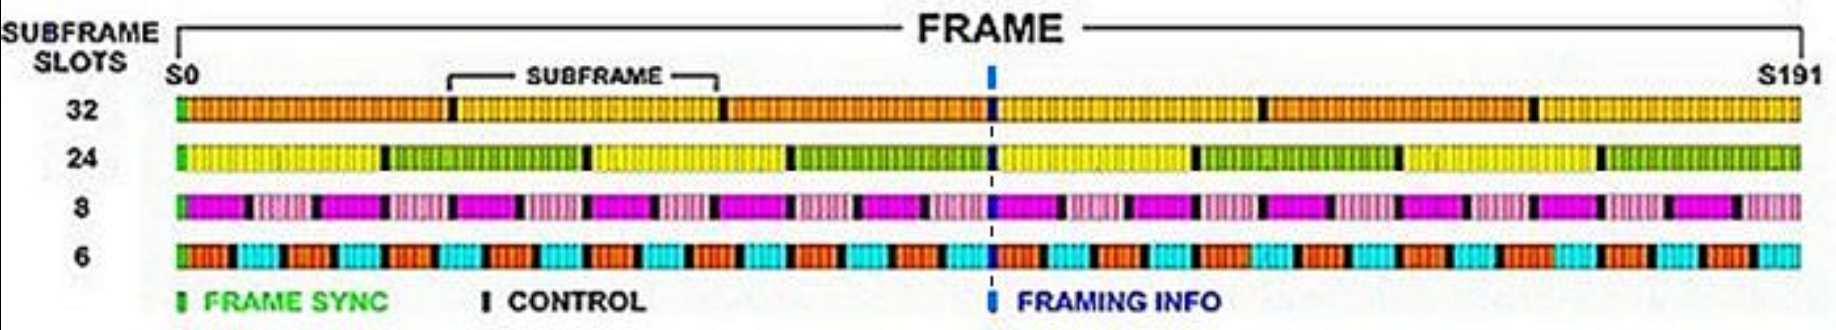 FRAME
SUBFRAME
SLOTS
S0
SUBFRAME
S191
32
24
8
6
FRAME SYNC
CONTROL
FRAMING INFO